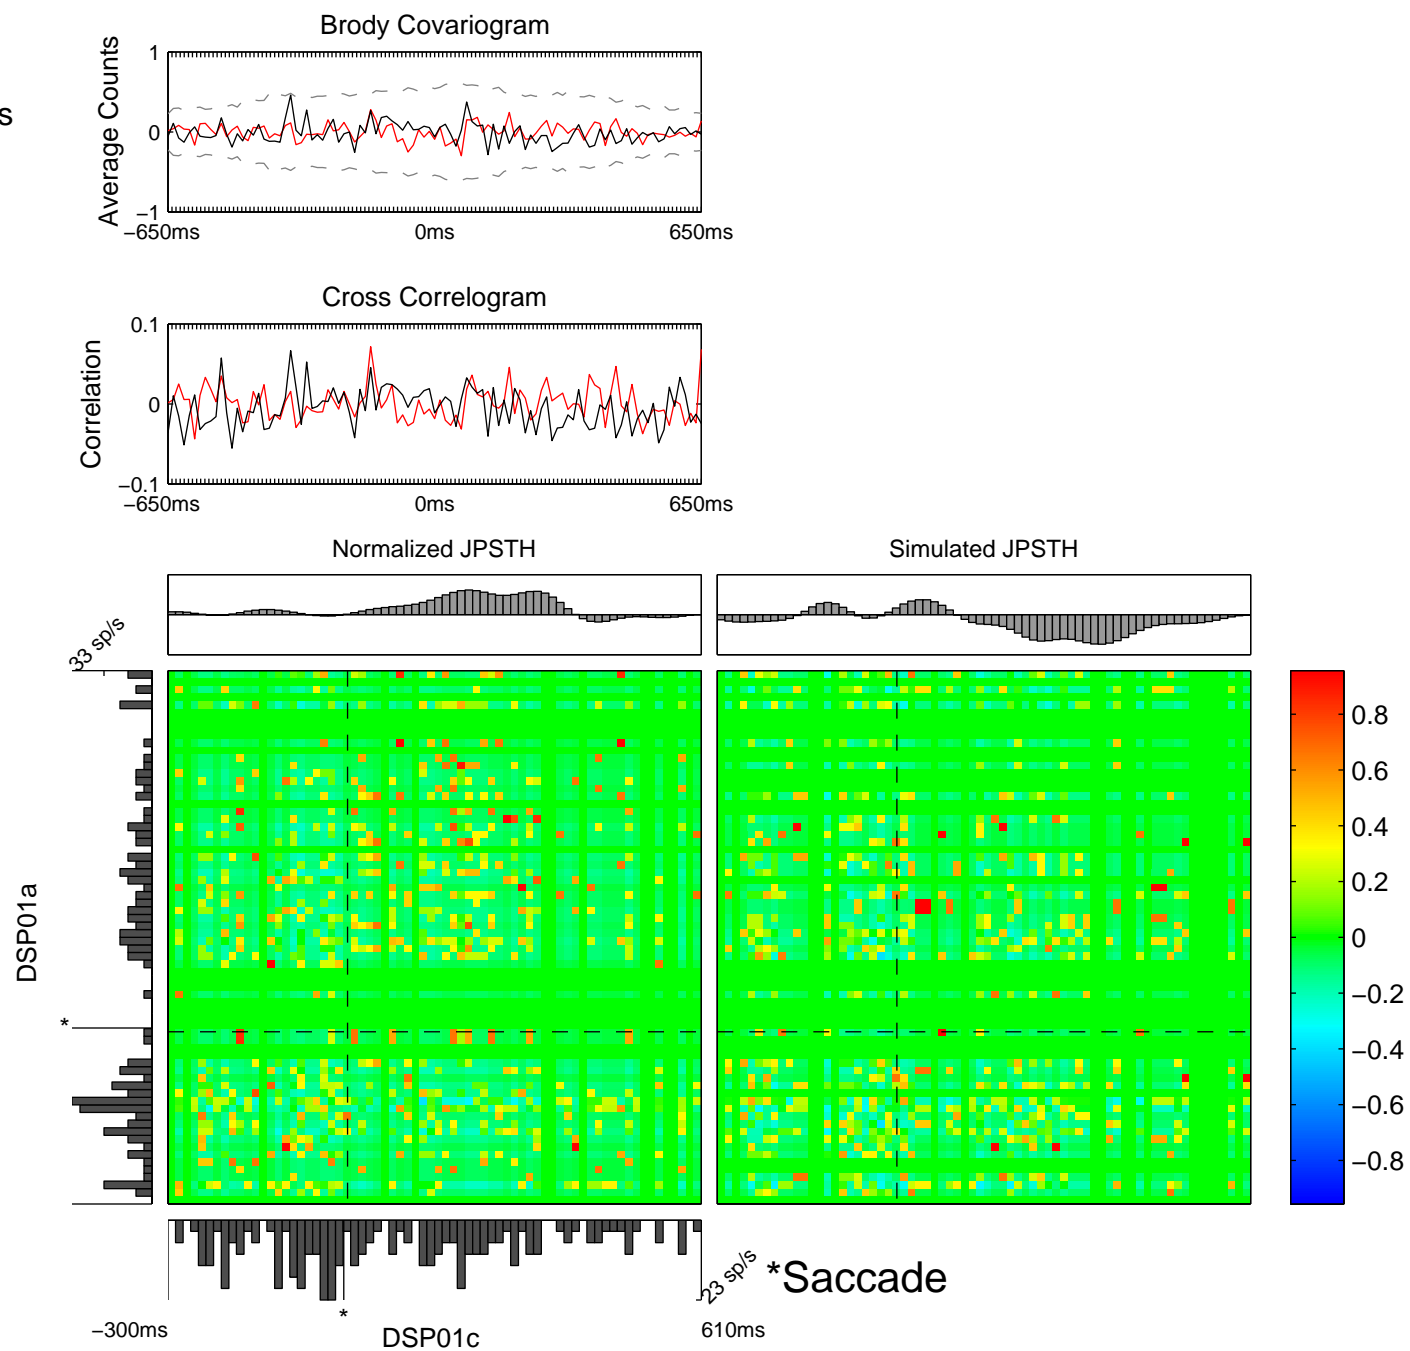 Brody Covariogram
s
Average Counts
1
0
−1
−650ms
0ms
650ms
Cross Correlogram
Correlation
0.1
0
−0.1
−650ms
0ms
650ms
Normalized JPSTH
Simulated JPSTH
33 sp/s
DSP01a
*
0.8
0.6
0.4
0.2
0
−0.2
−0.4
−0.6
−0.8
23 sp/s
*Saccade
*
−300ms
DSP01c
610ms